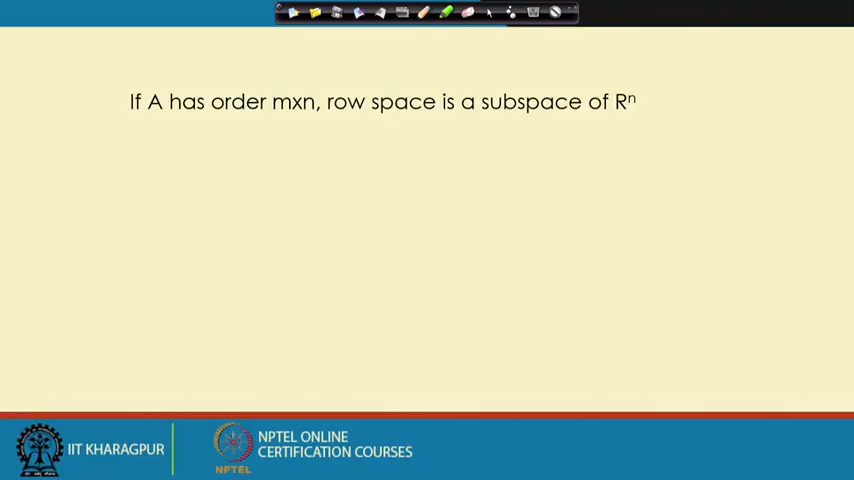 If A has order mxn, row space is a subspace of Rⁿ
IIT KHARAGPUR
NPTEL
NPTEL ONLINE
CERTIFICATION COURSES